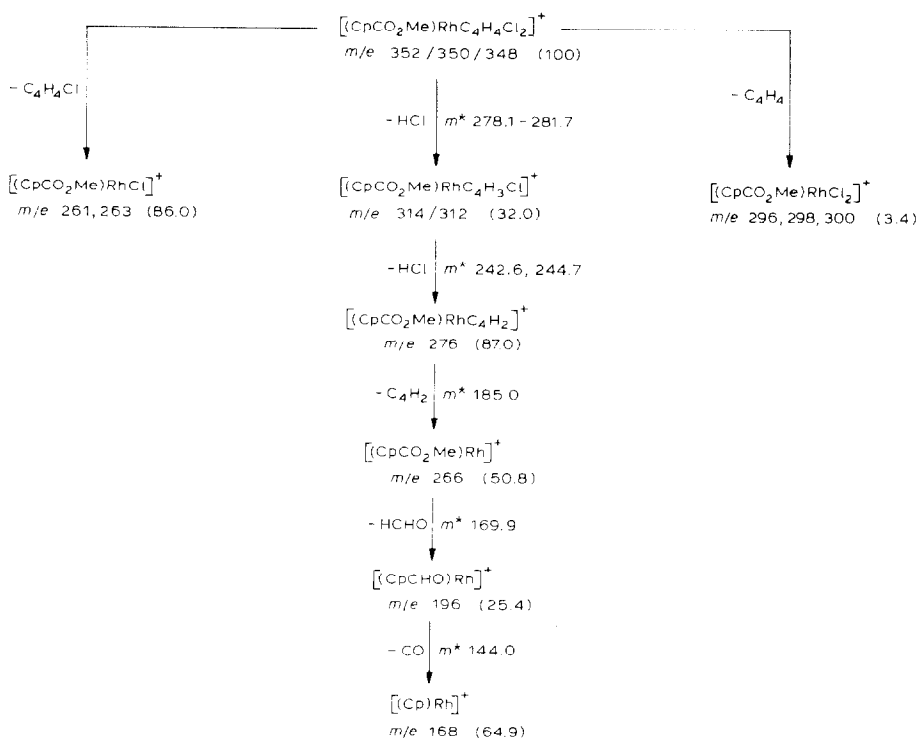 [(CpCO₂Me)RhC₄H₄Cl₂]⁺
m/e 352/350/348 (100)
- C₄H₄Cl
- HCl m* 278.1-281.7
- C₄H₄
[(CpCO₂Me)RhCl]⁺
m/e 261, 263 (86.0)
[(CpCO₂Me)RhC₄H₃Cl]⁺
m/e 314/312 (32.0)
[(CpCO₂Me)RhCl₂]⁺
m/e 296, 298, 300 (3.4)
- HCl m* 242.6, 244.7
[(CpCO₂Me)RhC₄H₂]⁺
m/e 276 (87.0)
- C₄H₂ m* 185.0
[(CpCO₂Me)Rh]⁺
m/e 266 (50.8)
- HCHO m* 169.9
[(CpCHO)Rh]⁺
m/e 196 (25.4)
- CO m* 144.0
[(Cp)Rh]⁺
m/e 168 (64.9)